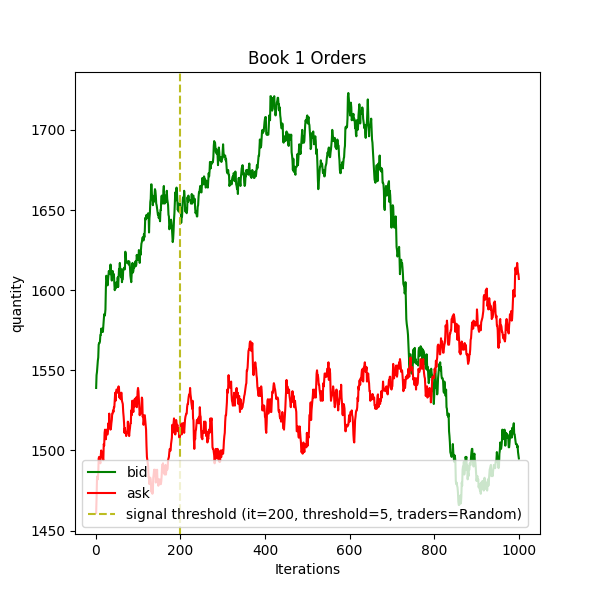 Book 1 Orders
quantity
1700
1650
1600
1550
1500
1450
bid
ask
signal threshold (it=200, threshold=5, traders=Random)
0 200 400 600 800 1000
Iterations